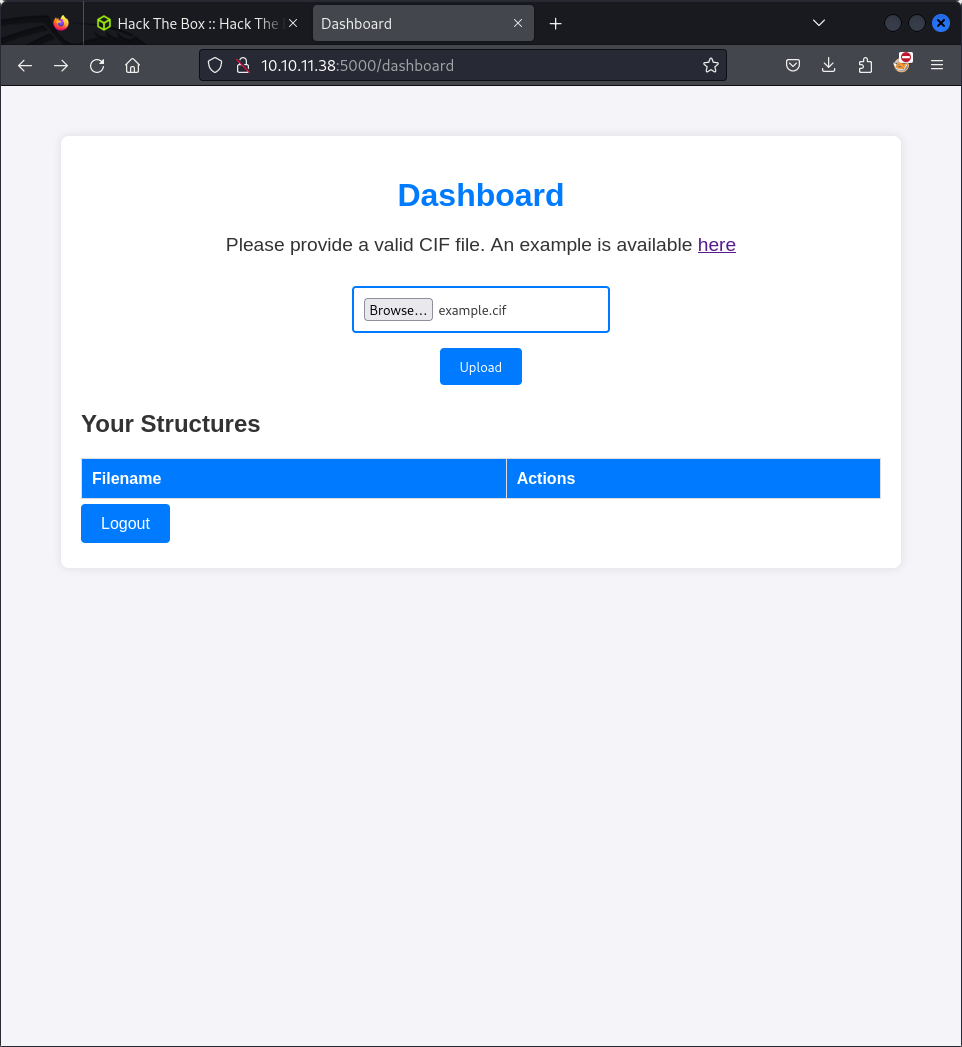 Hack The Box :: Hack The
Dashboard
10.10.11.38:5000/dashboard
Dashboard
Please provide a valid CIF file. An example is available here
Browse... example.cif
Upload
Your Structures
Filename Actions
Logout